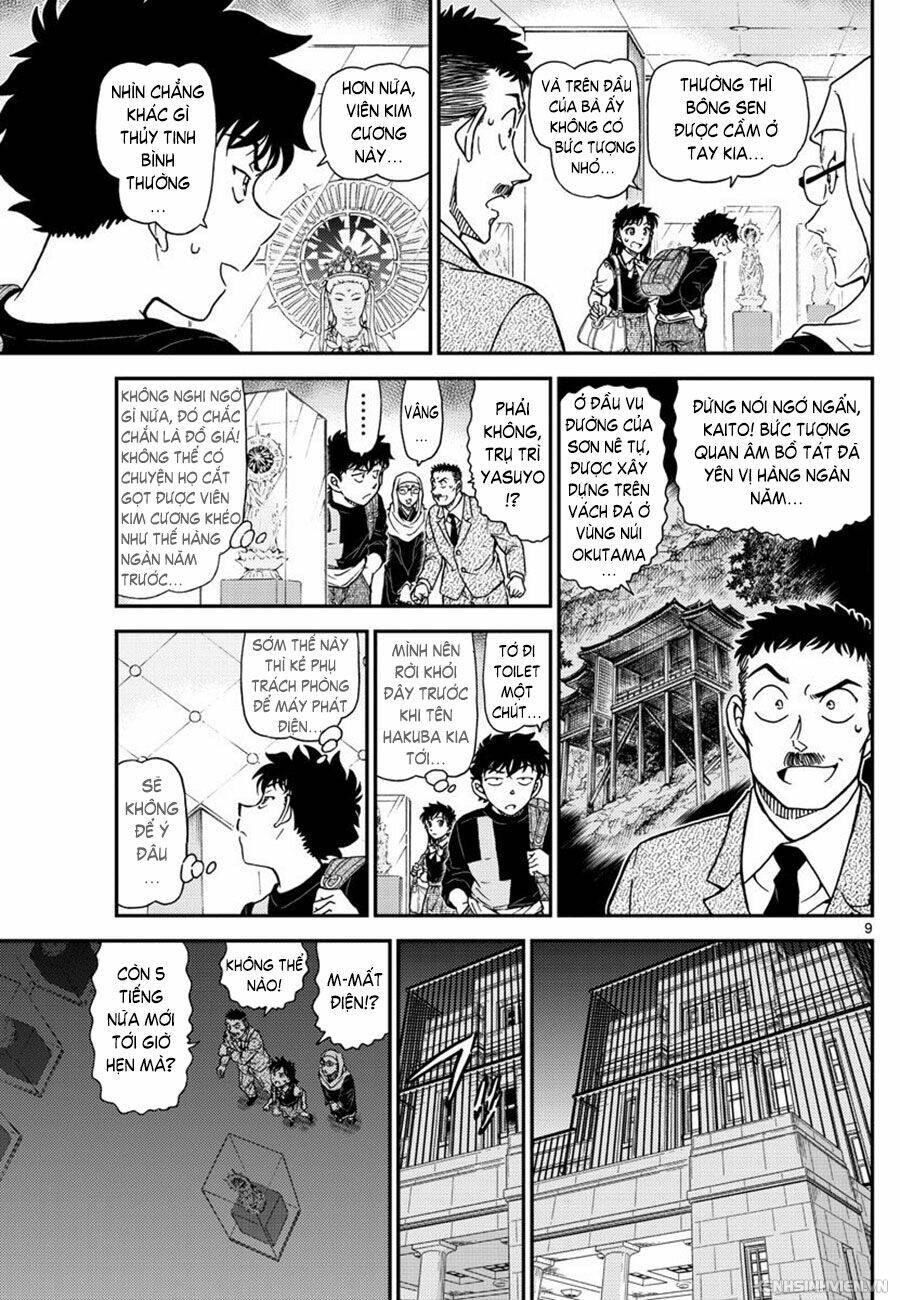 THƯỜNG THÌ
BÔNG SEN
ĐƯỢC CẦM Ở
TAY KIA...
VÀ TRÊN ĐẦU
CỦA BÀ ẤY
KHÔNG CÓ
BỨC TƯỢNG
NHỎ...
HƠN NỮA,
VIÊN KIM
CƯƠNG
NÀY...
NHÌN CHẲNG
KHÁC GÌ
THỦY TINH
BÌNH
THƯỜNG
...
ĐỪNG NÓI NGỚ NGẨN,
KAITO! BỨC TƯỢNG
QUAN ÂM BỒ TÁT ĐÃ
YÊN VỊ HÀNG NGÀN
NĂM...
Ở ĐẦU VU
ĐƯỜNG CỦA
SƠN NÊ TỰ,
ĐƯỢC XÂY
DỰNG TRÊN
VÁCH ĐÁ Ở
VÙNG NÚI
OKUTAMA
...
PHẢI
KHÔNG,
TRỤ TRÌ
YASUYO
!?
VÂNG
...
......
KHÔNG NGHI NGỜ
GÌ NỮA, ĐÓ CHẮC
CHẮN LÀ ĐỒ GIẢ!
KHÔNG THỂ CÓ
CHUYỆN HỌ CẮT
GỌT ĐƯỢC VIÊN
KIM CƯƠNG KHÉO
NHƯ THẾ HÀNG
NGÀN NĂM
TRƯỚC...
TỚ ĐI
TOILET
MỘT
CHÚT...
MÌNH NÊN
RỜI KHỎI
ĐÂY TRƯỚC
KHI TÊN
HAKUBA KIA
TỚI...
SỚM THẾ NÀY
THÌ KẺ PHỤ
TRÁCH PHÒNG
ĐỂ MÁY PHÁT
ĐIỆN...
SẼ
KHÔNG
ĐỂ Ý
ĐÂU
...
9
M-MẤT
ĐIỆN!?
KHÔNG THỂ
NÀO!
CÒN 5
TIẾNG
NỮA MỚI
TỚI GIỜ
HẸN MÀ?
KENHSINHVIEN.VN